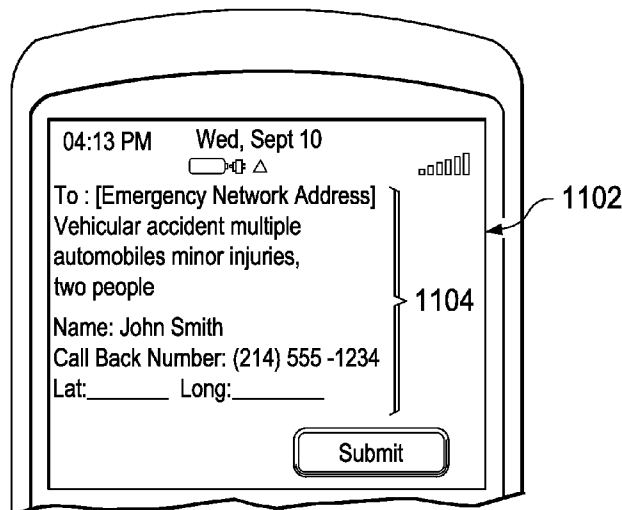 04:13 PM Wed, Sept 10
To : [Emergency Network Address]
Vehicular accident multiple
automobiles minor injuries,
two people
Name: John Smith
Call Back Number: (214) 555 -1234
Lat:_______ Long:________
Submit
1102
1104